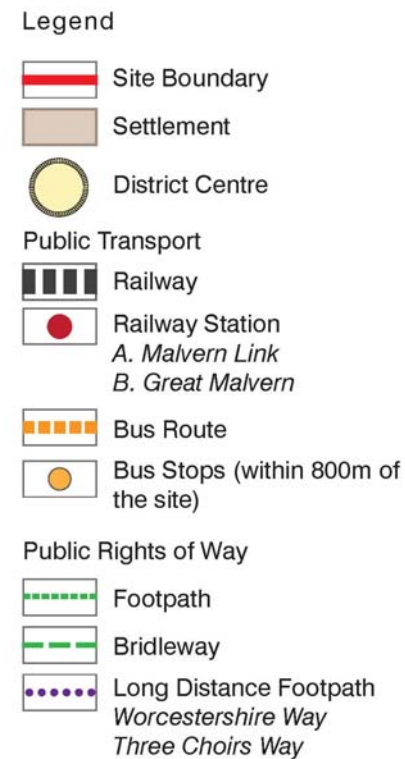 Legend
Site Boundary
Settlement
District Centre
Public Transport
Railway
Railway Station
A. Malvern Link
B. Great Malvern
Bus Route
Bus Stops (within 800m of
the site)
Public Rights of Way
Footpath
Bridleway
Long Distance Footpath
Worcestershire Way
Three Choirs Way